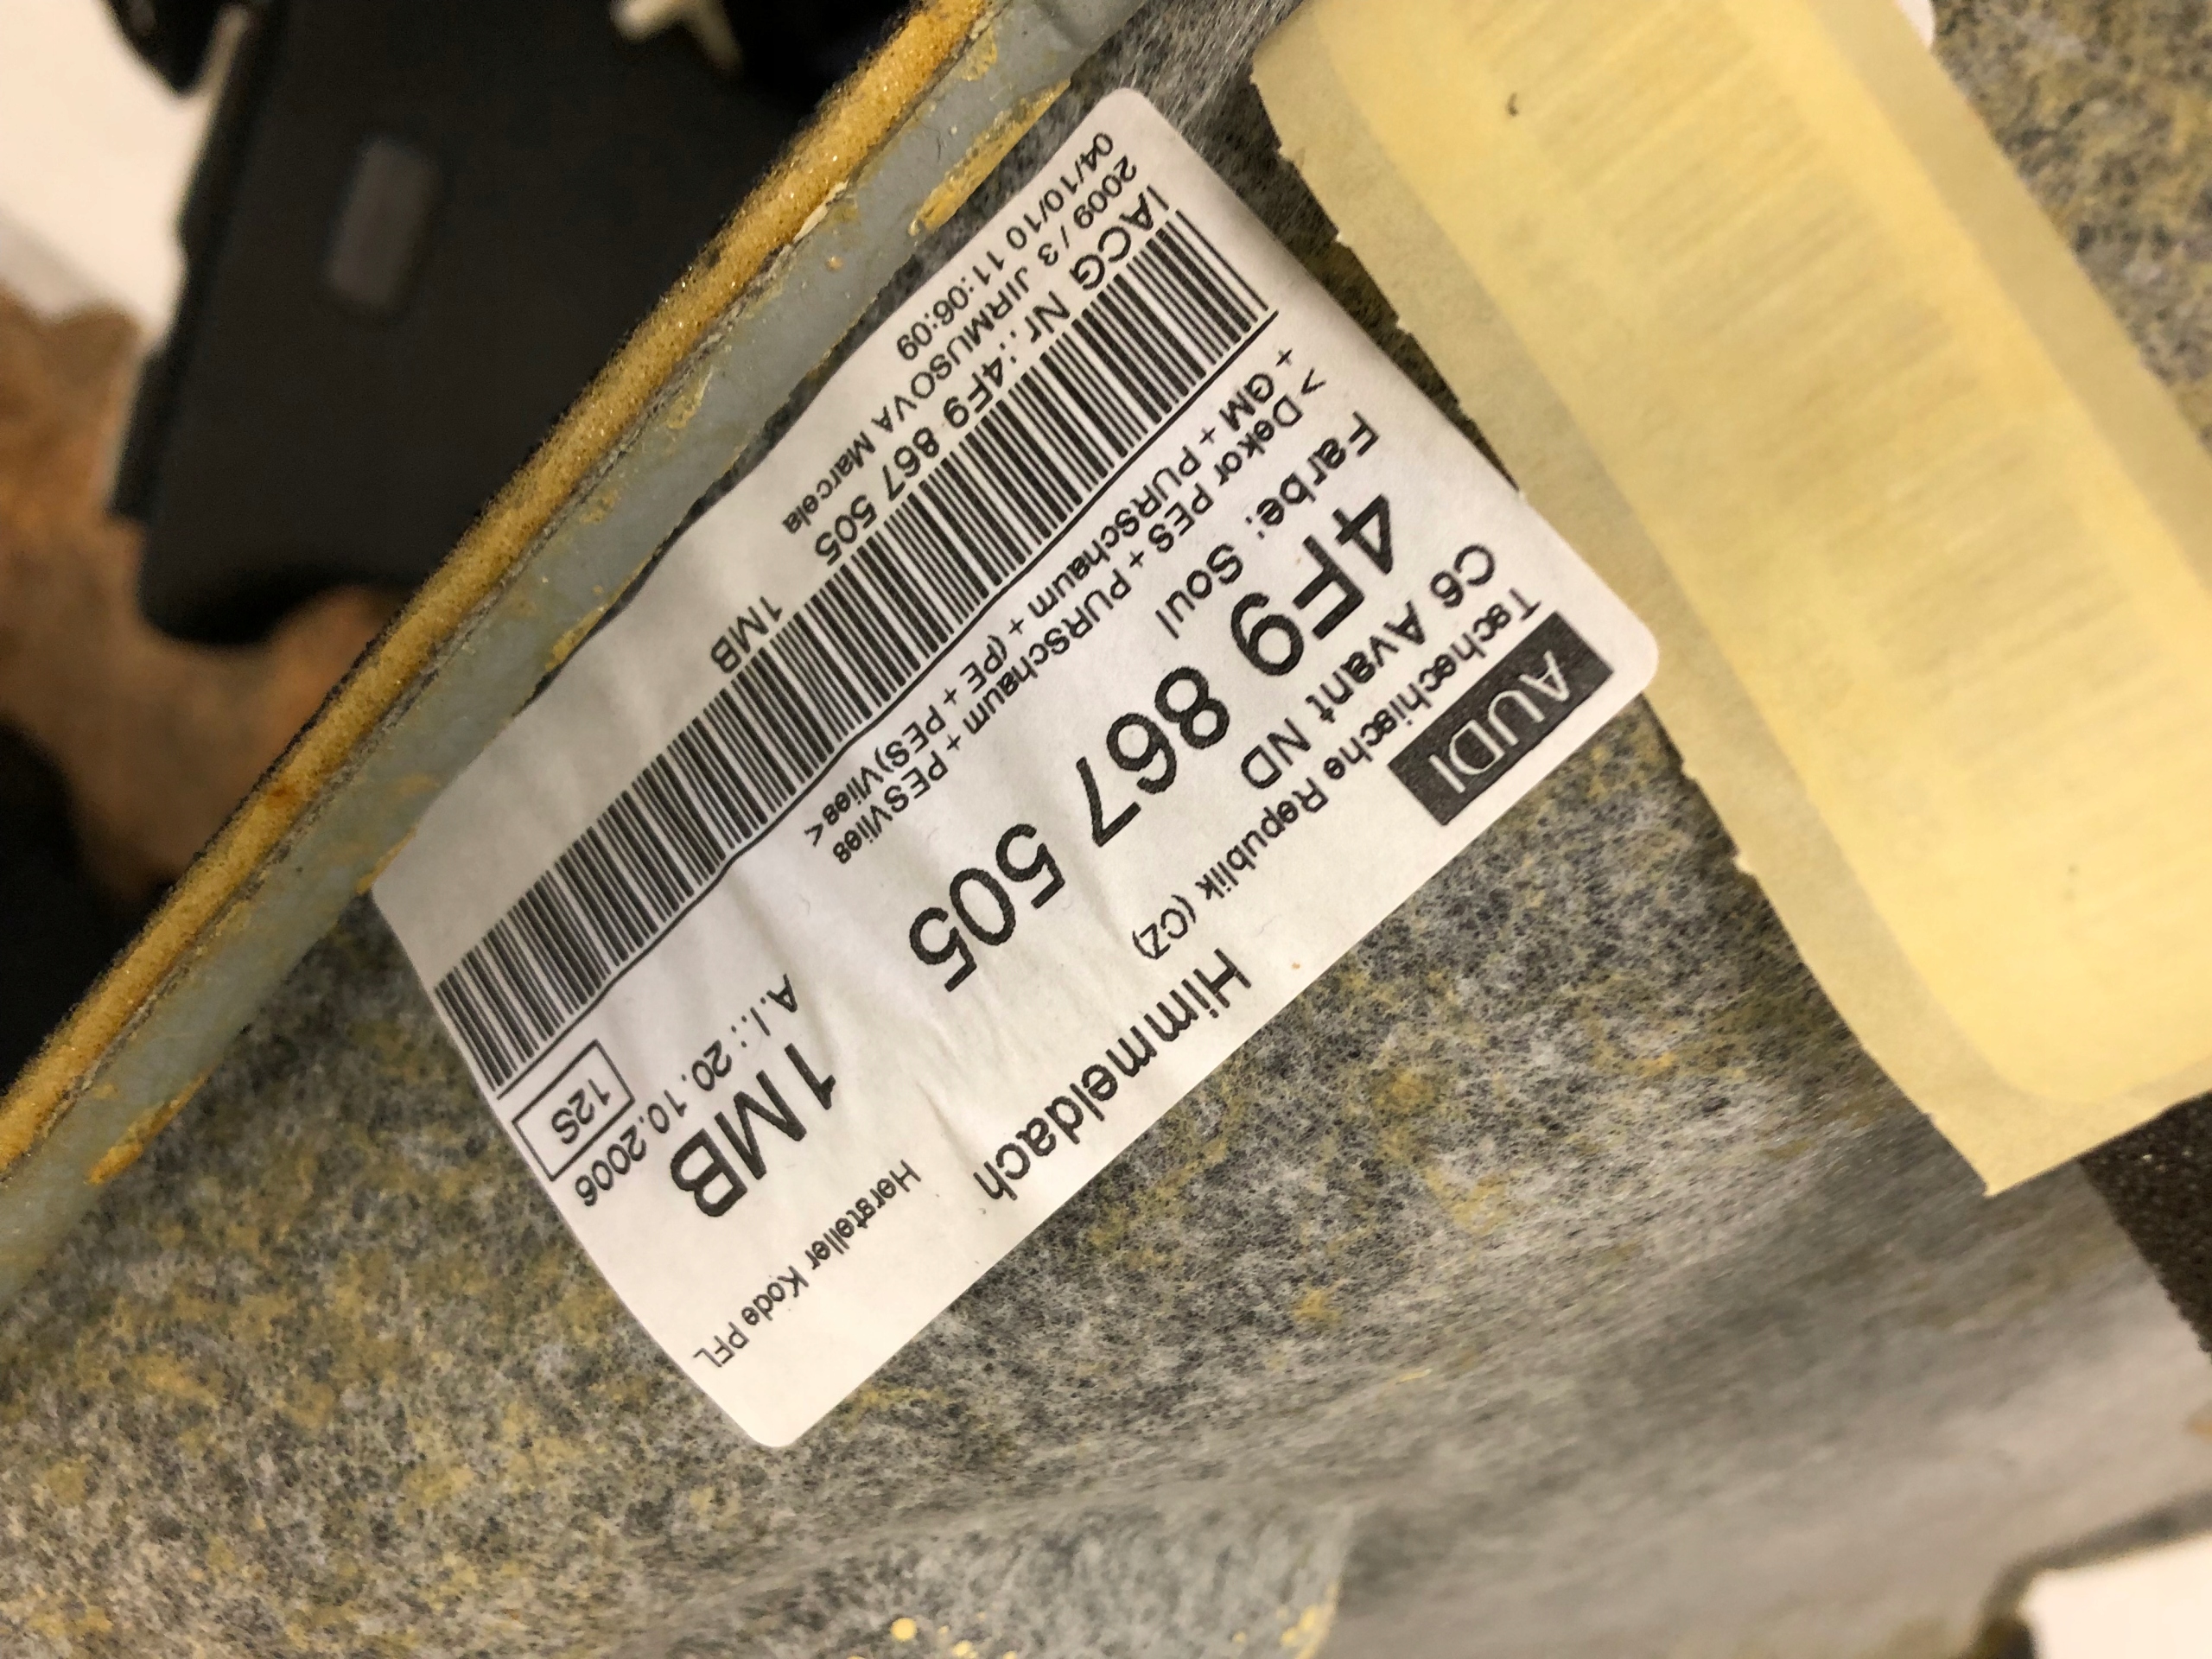 AUDI Himmeldach
Tschechische Republik (CZ) Hersteller Kode PFL
C6 Avant ND
4F9 867 505 1MB
Farbe: Soul A.I.: 20.10.2006
>Dekor PES + PURSchaum + PESVlies
+ GM + PURSchaum + (PE + PES)Vlies< 12S
IACG Nr.:4F9 867 505 1MB
2009 / 3 JIRMUSOVA Marcela
04/10/10 11:06:09